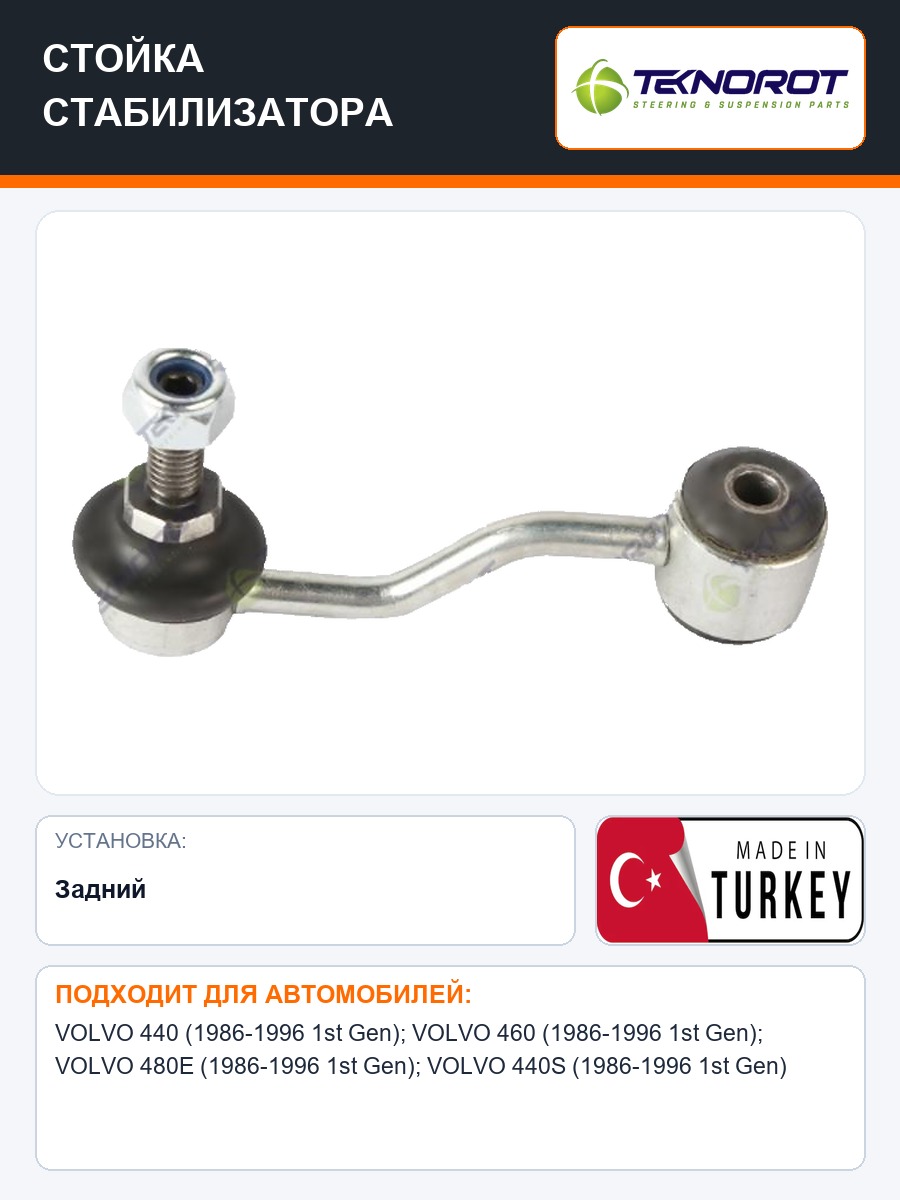 СТОЙКА
СТАБИЛИЗАТОРА
TEKNOROT
STEERING & SUSPENSION PARTS
УСТАНОВКА:
Задний
MADE IN
TURKEY
ПОДХОДИТ ДЛЯ АВТОМОБИЛЕЙ:
VOLVO 440 (1986-1996 1st Gen); VOLVO 460 (1986-1996 1st Gen);
VOLVO 480E (1986-1996 1st Gen); VOLVO 440S (1986-1996 1st Gen)